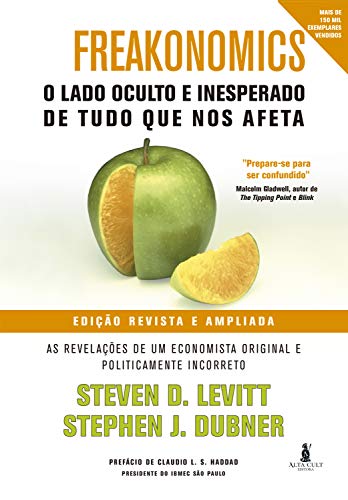 MAIS DE
150 MIL
EXEMPLARES
VENDIDOS
FREAKONOMICS
O LADO OCULTO E INESPERADO
DE TUDO QUE NOS AFETA
"Prepare-se para
ser confundido"
Malcolm Gladwell, autor de
The Tipping Point e Blink
EDIÇÃO REVISTA E AMPLIADA
AS REVELAÇÕES DE UM ECONOMISTA ORIGINAL E
POLITICAMENTE INCORRETO
STEVEN D. LEVITT
STEPHEN J. DUBNER
PREFÁCIO DE CLAUDIO L. S. HADDAD
PRESIDENTE DO IBMEC SÃO PAULO
ALTA CULT
EDITORA